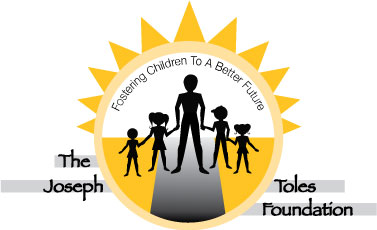 Fostering Children To A Better Future
The
Joseph Toles
Foundation